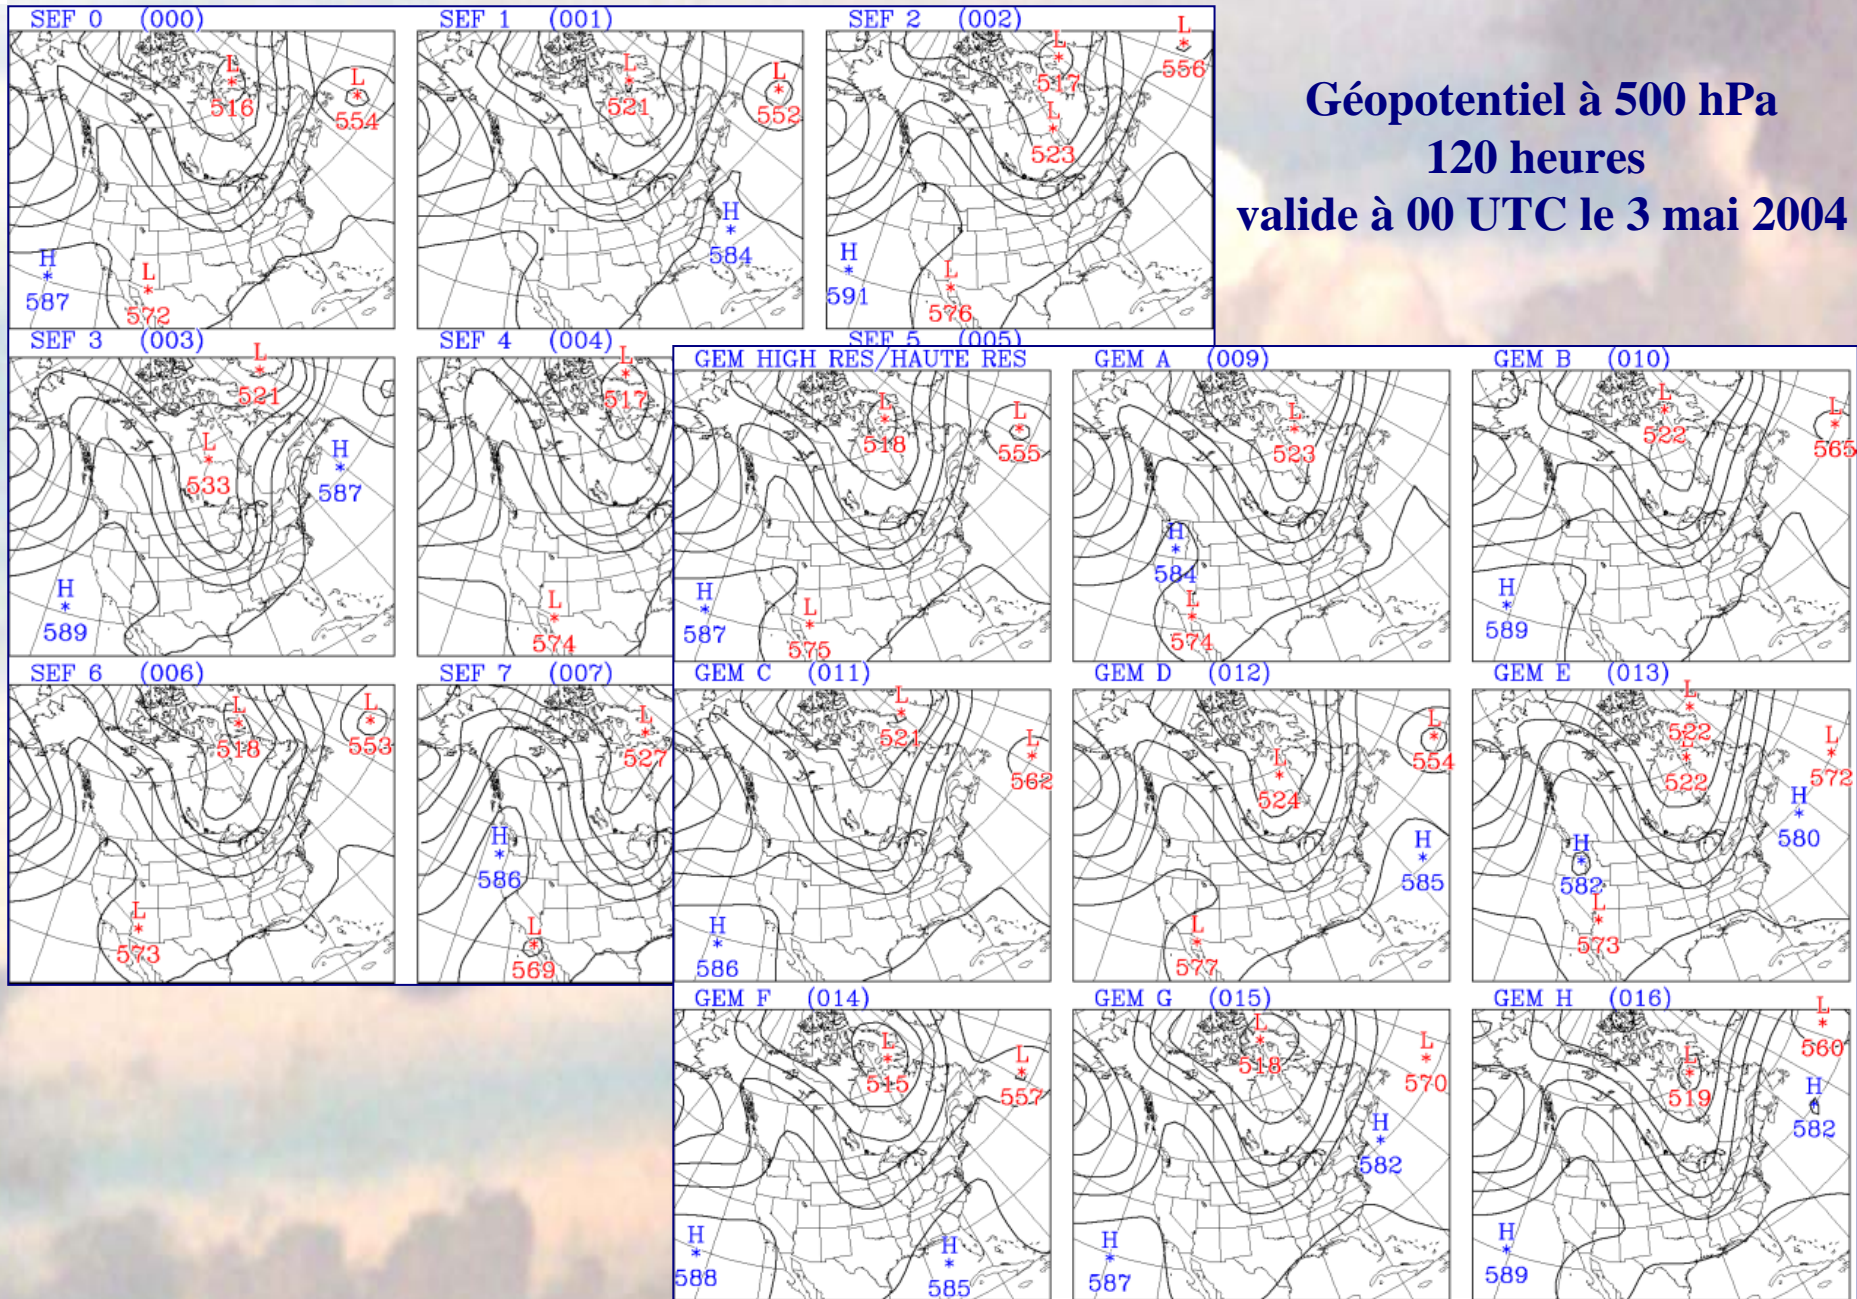 SEF 0 (000)
L
516
L
554
H
587
L
572
SEF 1 (001)
L
521
L
552
H
584
SEF 2 (002)
L
517
L
523
L
556
H
591
L
576
Géopotentiel à 500 hPa
120 heures
valide à 00 UTC le 3 mai 2004
SEF 3 (003)
L
521
L
533
H
587
H
589
SEF 4 (004)
L
517
L
574
SEF 5 (005)
GEM HIGH RES/HAUTE RES
L
518
L
555
H
587
L
575
GEM A (009)
L
523
H
584
L
574
GEM B (010)
L
522
L
565
H
589
SEF 6 (006)
L
518
L
553
L
573
SEF 7 (007)
L
527
H
586
L
569
GEM C (011)
L
521
L
562
H
586
GEM D (012)
L
524
L
554
H
585
L
577
GEM E (013)
L
522
L
522
L
572
H
580
H
582
L
573
GEM F (014)
L
515
L
557
H
588
H
585
GEM G (015)
L
518
L
570
H
582
H
587
GEM H (016)
L
519
L
560
H
582
H
589